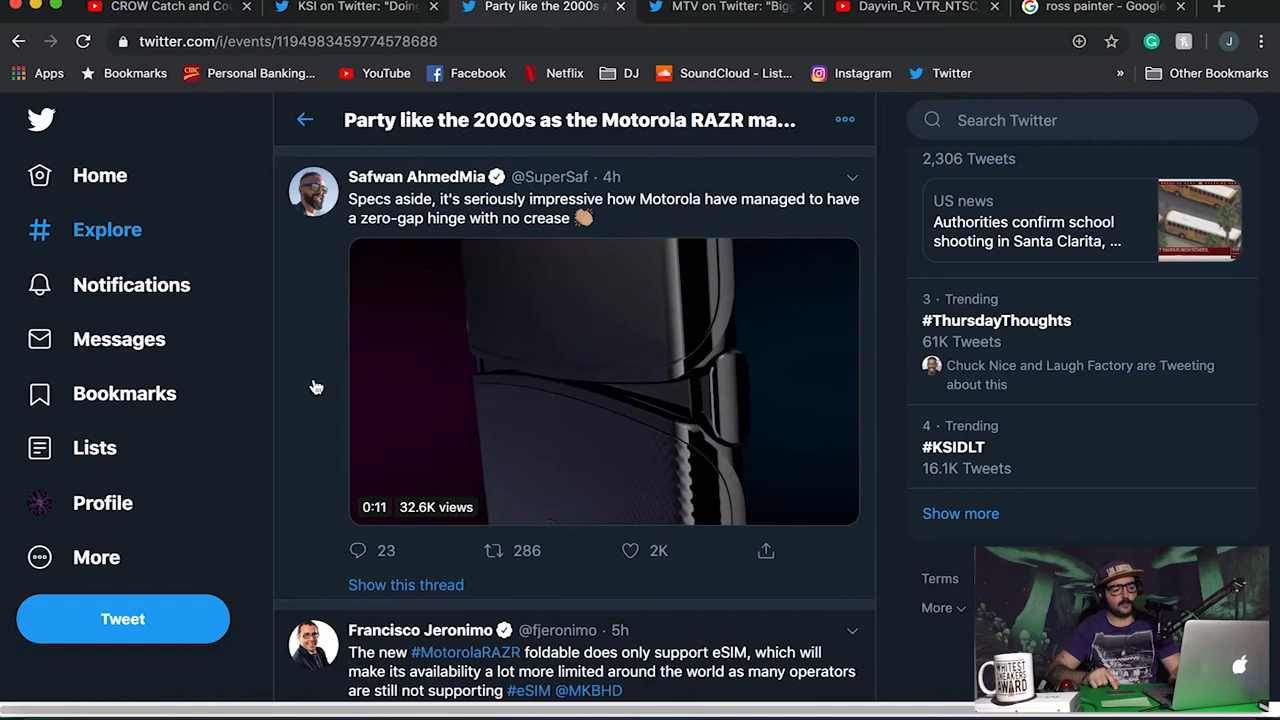 CROW Catch and Co
KSI on Twitter: "Doing
Party like the 2000s a
MTV on Twitter: "Big
Dayvin_R_VTR_NTSC
ross painter - Google
twitter.com/i/events/1194983459774578688
J
Apps
Bookmarks
Personal Banking...
YouTube
Facebook
Netflix
DJ
SoundCloud - List...
Instagram
Twitter
»
Other Bookmarks
Home
Explore
Notifications
Messages
Bookmarks
Lists
Profile
More
Tweet
Party like the 2000s as the Motorola RAZR ma...
Safwan AhmedMia @SuperSaf · 4h
Specs aside, it's seriously impressive how Motorola have managed to have
a zero-gap hinge with no crease
0:11 32.6K views
23 286 2K
Show this thread
Francisco Jeronimo @fjeronimo · 5h
The new #MotorolaRAZR foldable does only support eSIM, which will
make its availability a lot more limited around the world as many operators
are still not supporting #eSIM @MKBHD
Search Twitter
2,306 Tweets
US news
Authorities confirm school
shooting in Santa Clarita, ...
3 · Trending
#ThursdayThoughts
61K Tweets
Chuck Nice and Laugh Factory are Tweeting
about this
4 · Trending
#KSIDLT
16.1K Tweets
Show more
Terms
More
WHITEST
SNEAKERS
AWARD